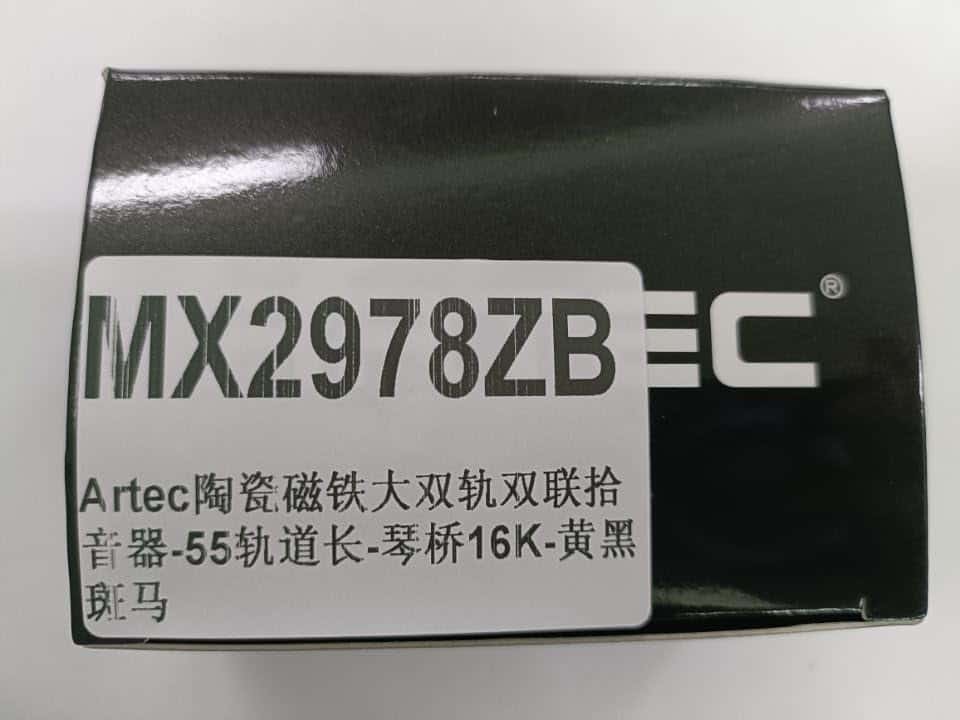 MX2978ZB
EC®
Artec陶瓷磁铁大双轨双联拾
音器-55轨道长-琴桥16K-黄黑
斑马